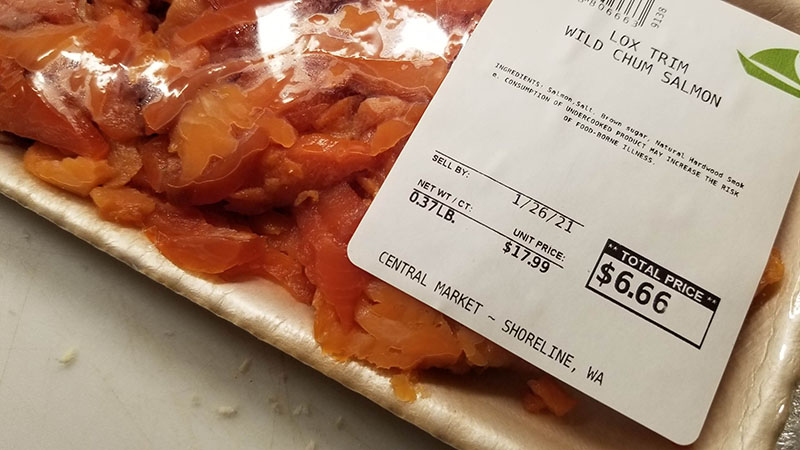 806663
9138
LOX TRIM
WILD CHUM SALMON
INGREDIENTS: Salmon,Salt, Brown sugar, Natural Hardwood Smok
e. CONSUMPTION OF UNDERCOOKED PRODUCT MAY INCREASE THE RISK
OF FOOD-BORNE ILLNESS.
SELL BY: 1/26/21
NET WT/CT: UNIT PRICE: ** TOTAL PRICE **
0.37LB. $17.99 $6.66
CENTRAL MARKET ~ SHORELINE, WA